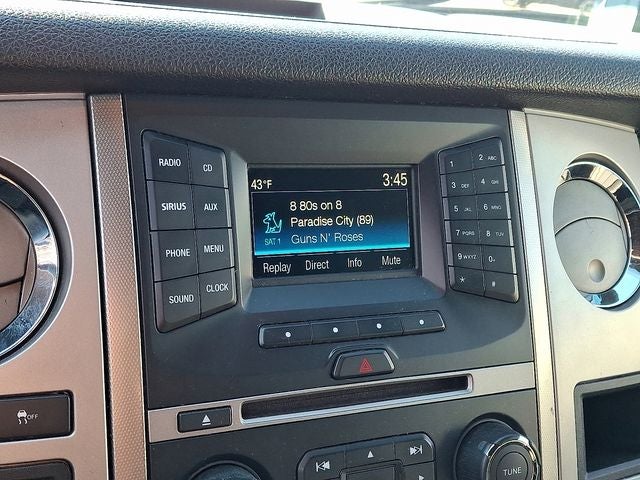 RADIO
CD
SIRIUS
AUX
PHONE
MENU
SOUND
CLOCK
43°F 3:45
8 80s on 8
Paradise City (89)
SAT 1 Guns N' Roses
Replay Direct Info Mute
1 2 ABC
3 DEF 4 GHI
5 JKL 6 MNO
7 PQRS 8 TUV
9 WXYZ 0
* #
OFF
TUNE